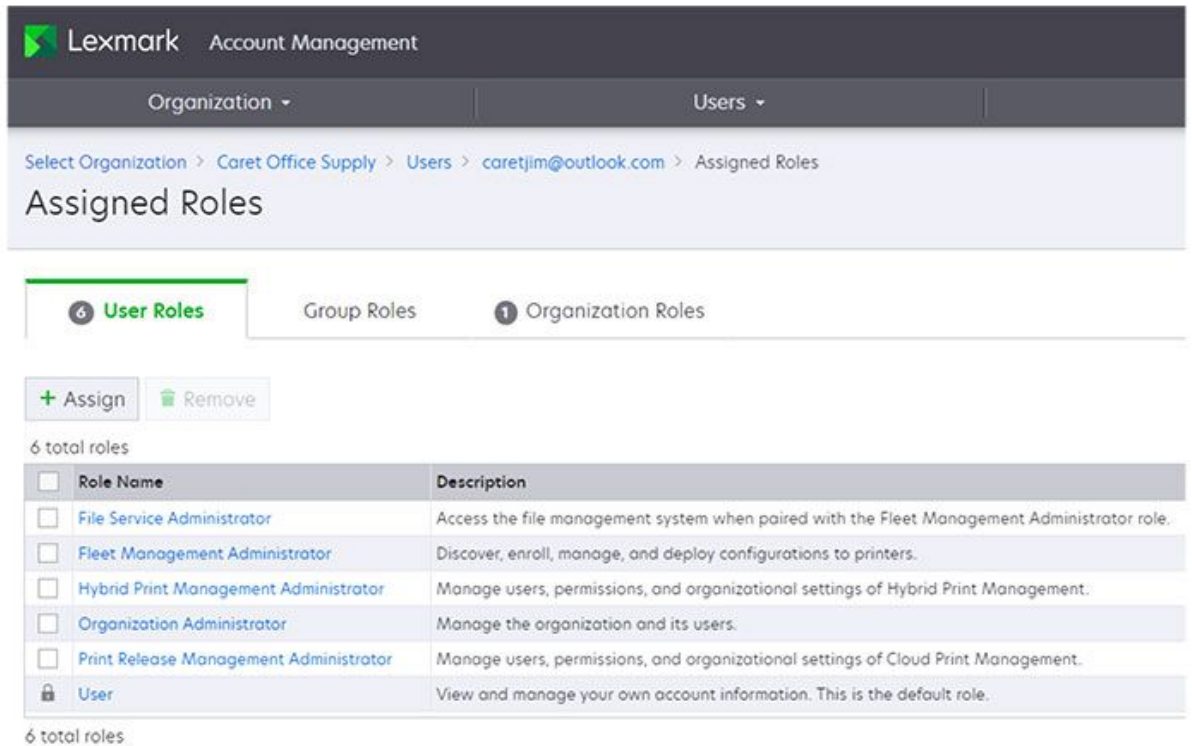 Lexmark Account Management
Organization Users
Select Organization > Caret Office Supply > Users > caretjim@outlook.com > Assigned Roles
Assigned Roles
6 User Roles Group Roles 1 Organization Roles
+ Assign Remove
6 total roles
Role Name Description
File Service Administrator Access the file management system when paired with the Fleet Management Administrator role.
Fleet Management Administrator Discover, enroll, manage, and deploy configurations to printers.
Hybrid Print Management Administrator Manage users, permissions, and organizational settings of Hybrid Print Management.
Organization Administrator Manage the organization and its users.
Print Release Management Administrator Manage users, permissions, and organizational settings of Cloud Print Management.
User View and manage your own account information. This is the default role.
6 total roles